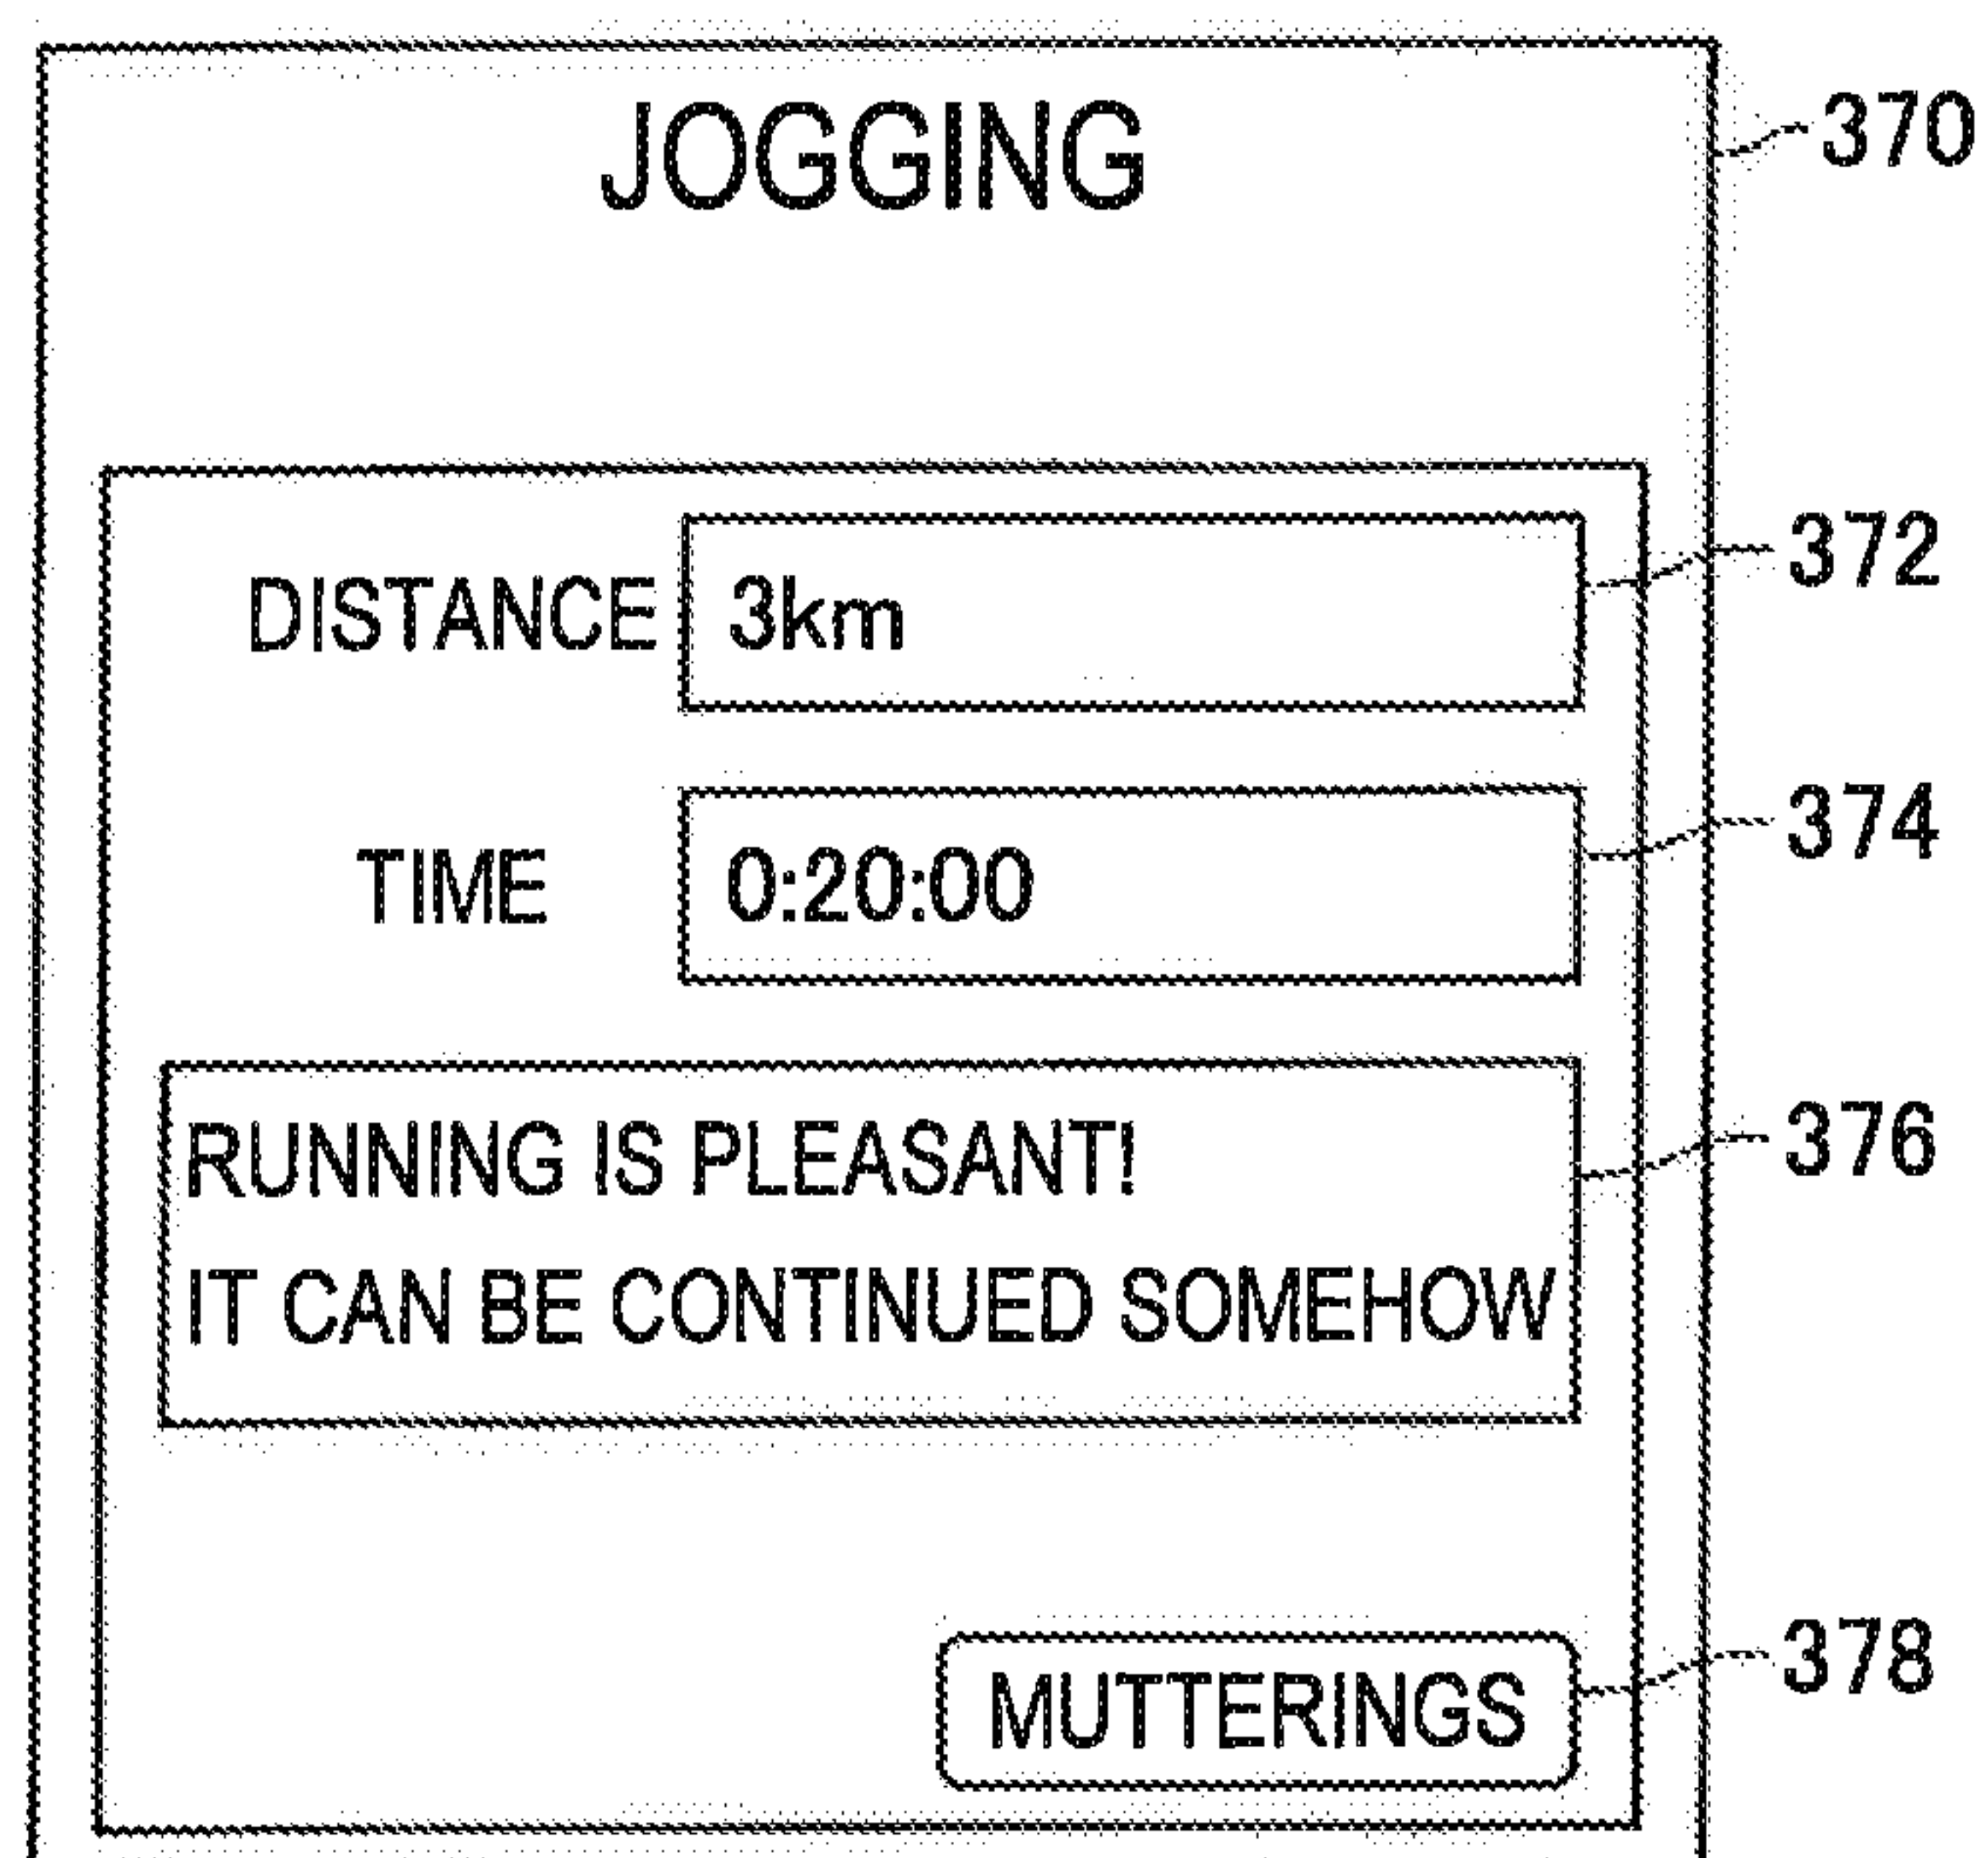 JOGGING
370
DISTANCE 3km
372
TIME 0:20:00
374
RUNNING IS PLEASANT!
376
IT CAN BE CONTINUED SOMEHOW
MUTTERINGS
378